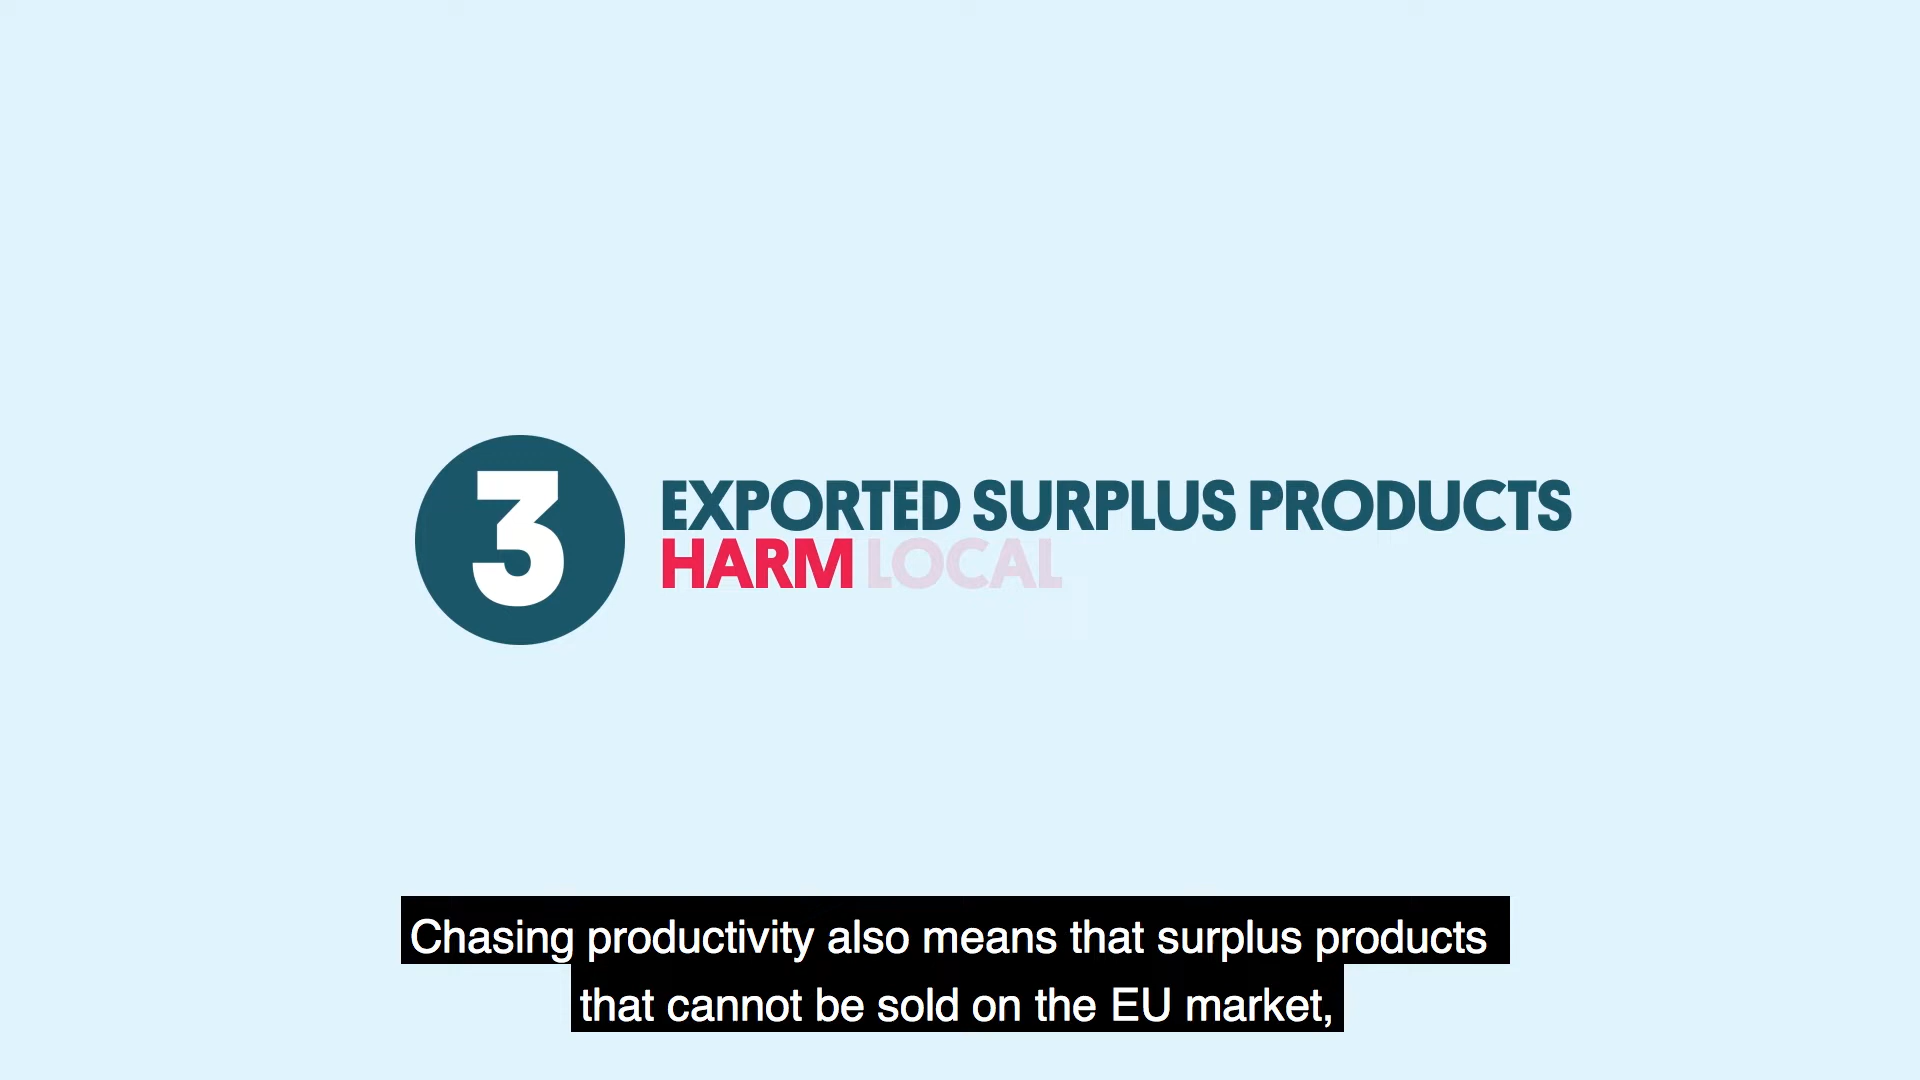 3
EXPORTED SURPLUS PRODUCTS
HARM LOCAL
Chasing productivity also means that surplus products
that cannot be sold on the EU market,